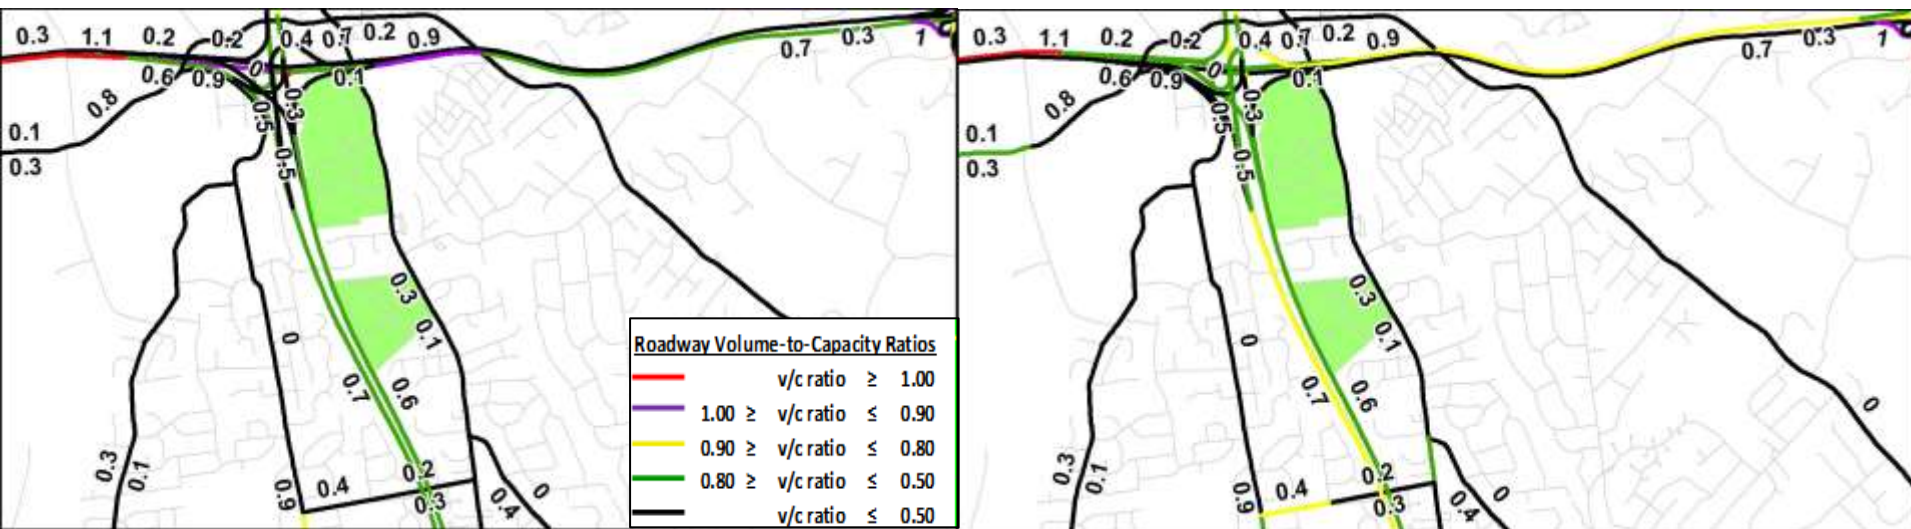 0.3 1.1 0.2 0.2 0.4 0.7 0.2 0.9 0.7 0.3 1
0.6 0.9 0 0.1
0.8 0.5 0.3
0.1
0.3 0.5
0.3
0 0.1
0.7 0.6
0.3 0.1 0.2
0.9 0.4 0.3 0.4 0
Roadway Volume-to-Capacity Ratios
v/c ratio ≥ 1.00
1.00 ≥ v/c ratio ≤ 0.90
0.90 ≥ v/c ratio ≤ 0.80
0.80 ≥ v/c ratio ≤ 0.50
v/c ratio ≤ 0.50
0.3 1.1 0.2 0.2 0.4 0.7 0.2 0.9 0.7 0.3 1
0.6 0.9 0 0.1
0.8 0.5 0.3
0.1
0.3 0.5
0.3
0 0.1
0.7 0.6 0
0.3 0.1 0.2
0.9 0.4 0.3 0.4 0